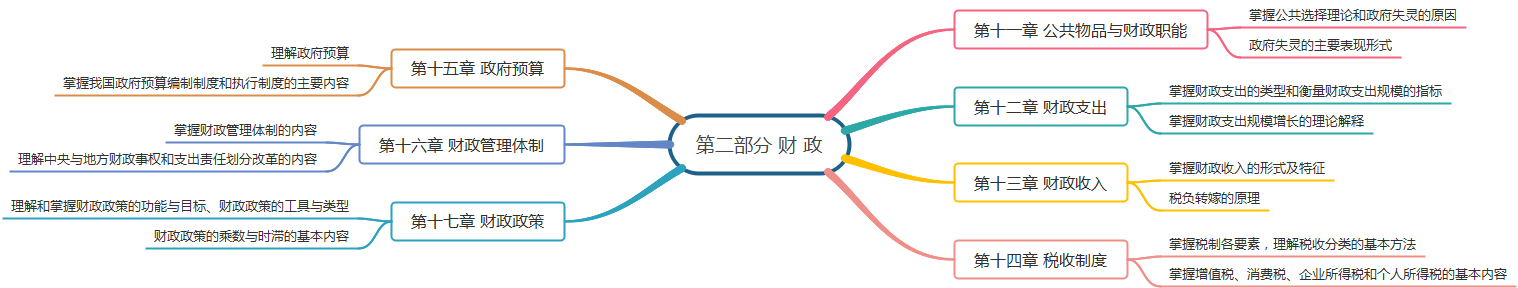 第二部分 财 政
第十一章 公共物品与财政职能
掌握公共选择理论和政府失灵的原因
政府失灵的主要表现形式
第十二章 财政支出
掌握财政支出的类型和衡量财政支出规模的指标
掌握财政支出规模增长的理论解释
第十三章 财政收入
掌握财政收入的形式及特征
税负转嫁的原理
第十四章 税收制度
掌握税制各要素，理解税收分类的基本方法
掌握增值税、消费税、企业所得税和个人所得税的基本内容
第十五章 政府预算
理解政府预算
掌握我国政府预算编制制度和执行制度的主要内容
第十六章 财政管理体制
掌握财政管理体制的内容
理解中央与地方财政事权和支出责任划分改革的内容
第十七章 财政政策
理解和掌握财政政策的功能与目标、财政政策的工具与类型
财政政策的乘数与时滞的基本内容